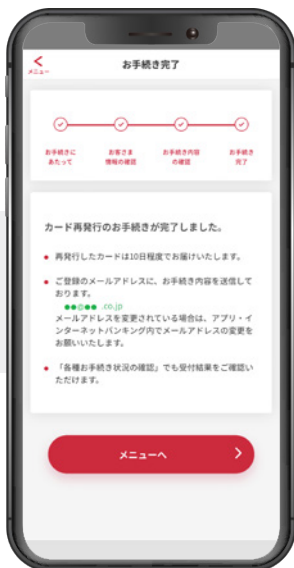 お手続き完了
メニュー
お手続きに
あたって
お客さま
情報の確認
お手続き内容
の確認
お手続き
完了
カード再発行のお手続きが完了しました。
再発行したカードは10日程度でお届けいたします。
ご登録のメールアドレスに、お手続き内容を送信して
おります。
●●@●● .co.jp
メールアドレスを変更されている場合は、アプリ・イ
ンターネットバンキング内でメールアドレスの変更を
お願いいたします。
「各種お手続き状況の確認」でも受付結果をご確認い
ただけます。
メニューへ